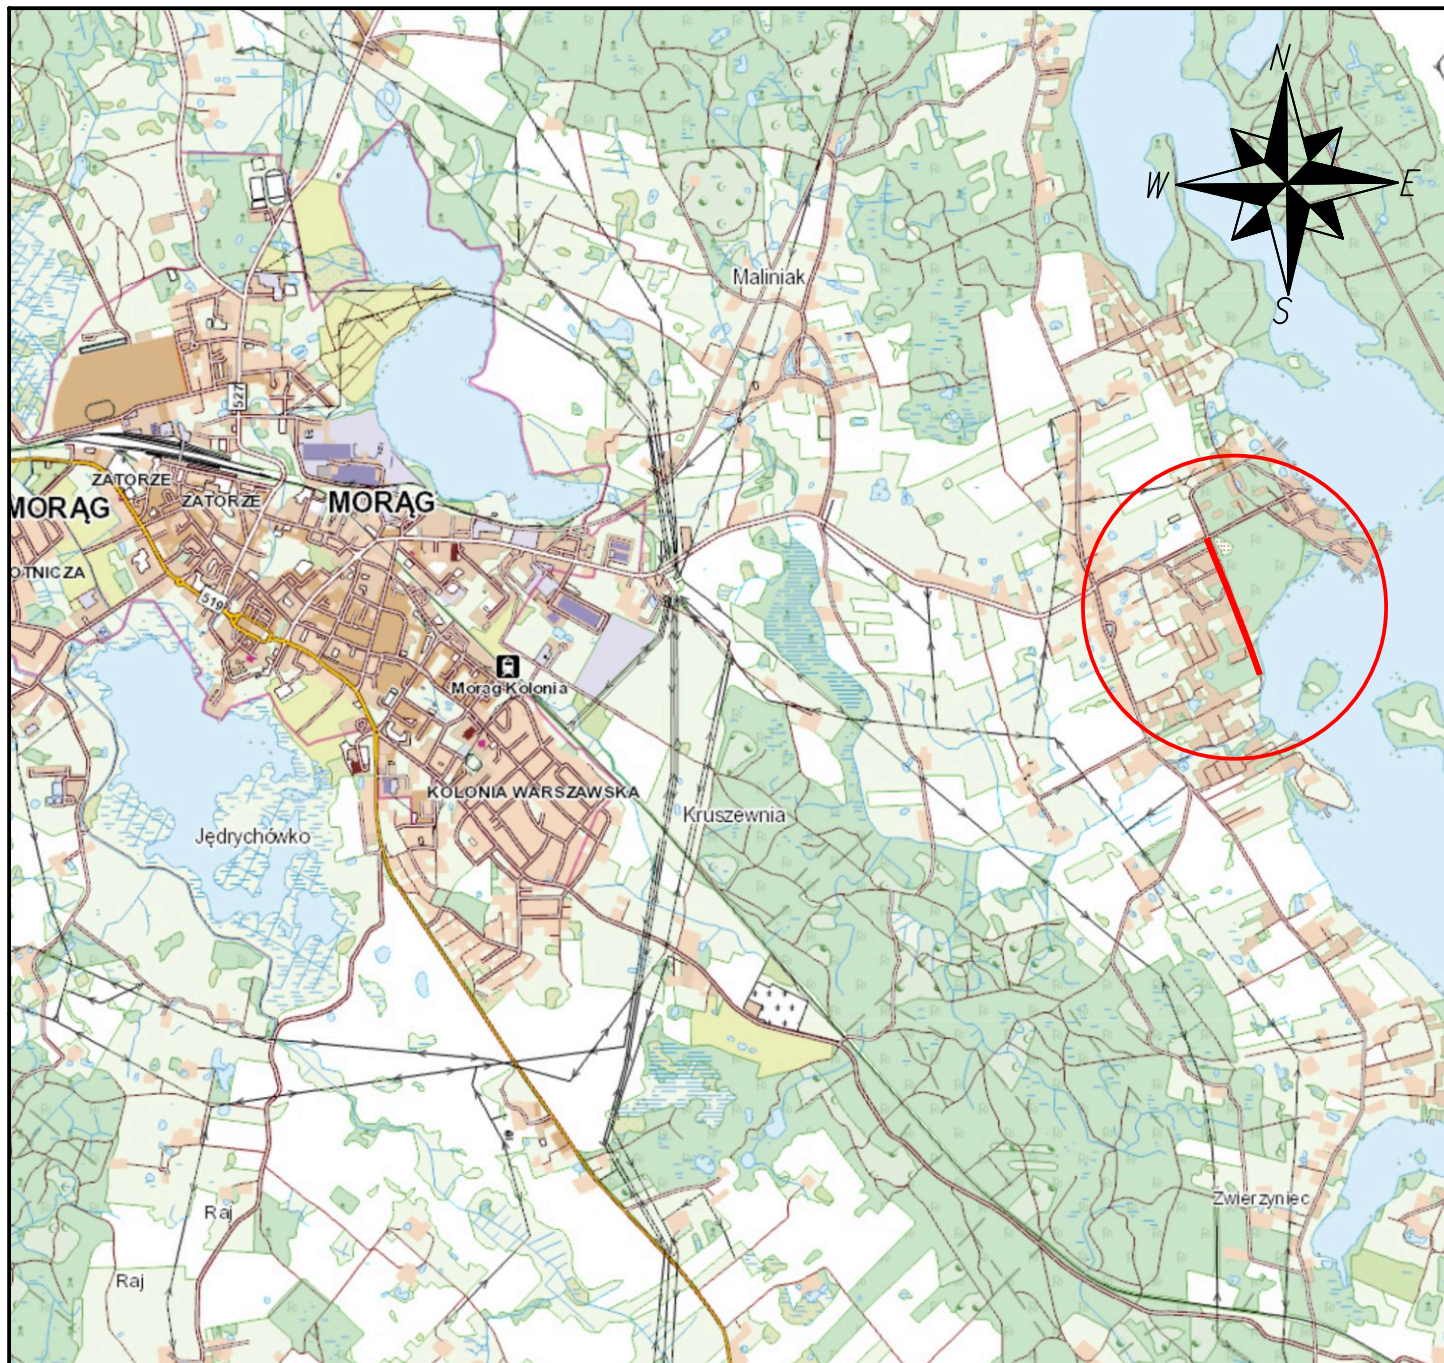 N
W
E
S
Maliniak
527
ZATORZE
ZATORZE
MORĄG
MORĄG
OTNICZA
519
Morąg Kolonia
KOLONIA WARSZAWSKA
Kruszewnia
Jędrychówko
Zwierzyniec
Raj
Raj